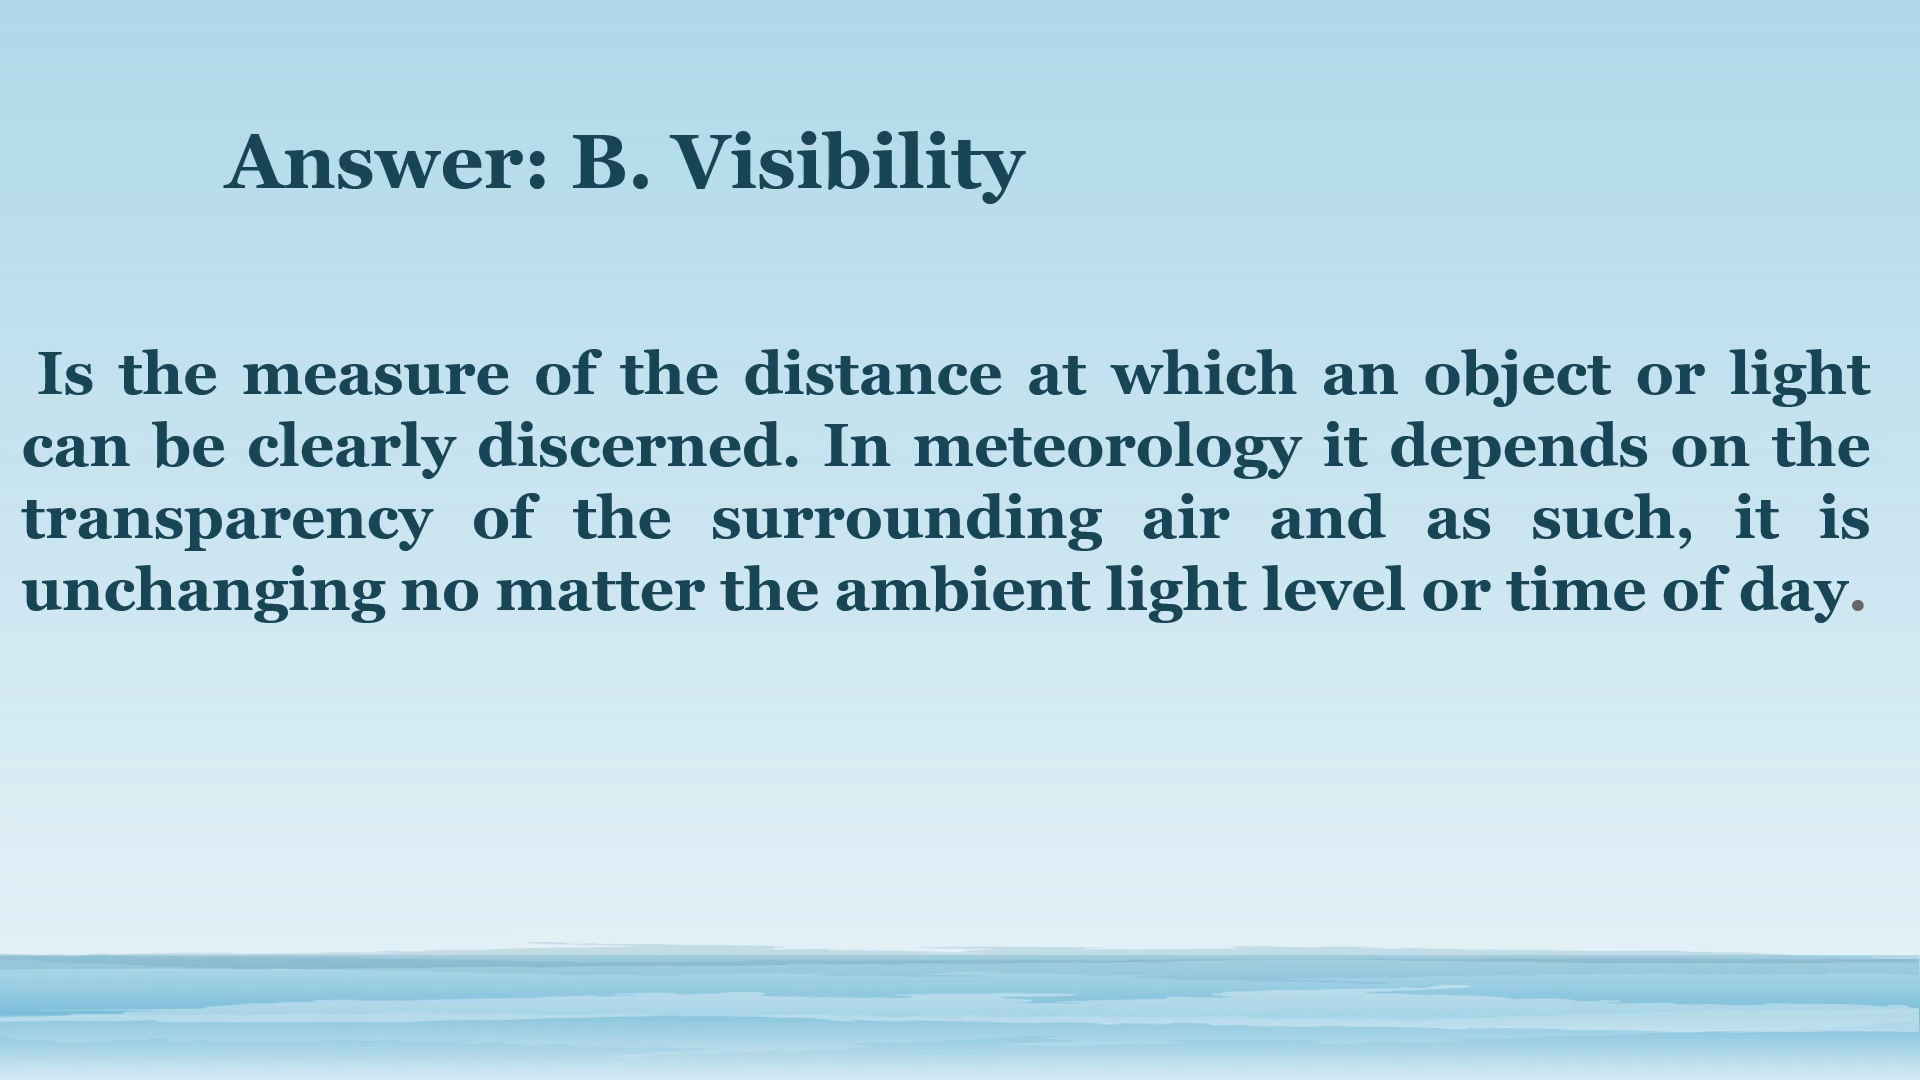 Answer: B. Visibility
Is the measure of the distance at which an object or light
can be clearly discerned. In meteorology it depends on the
transparency of the surrounding air and as such, it is
unchanging no matter the ambient light level or time of day.